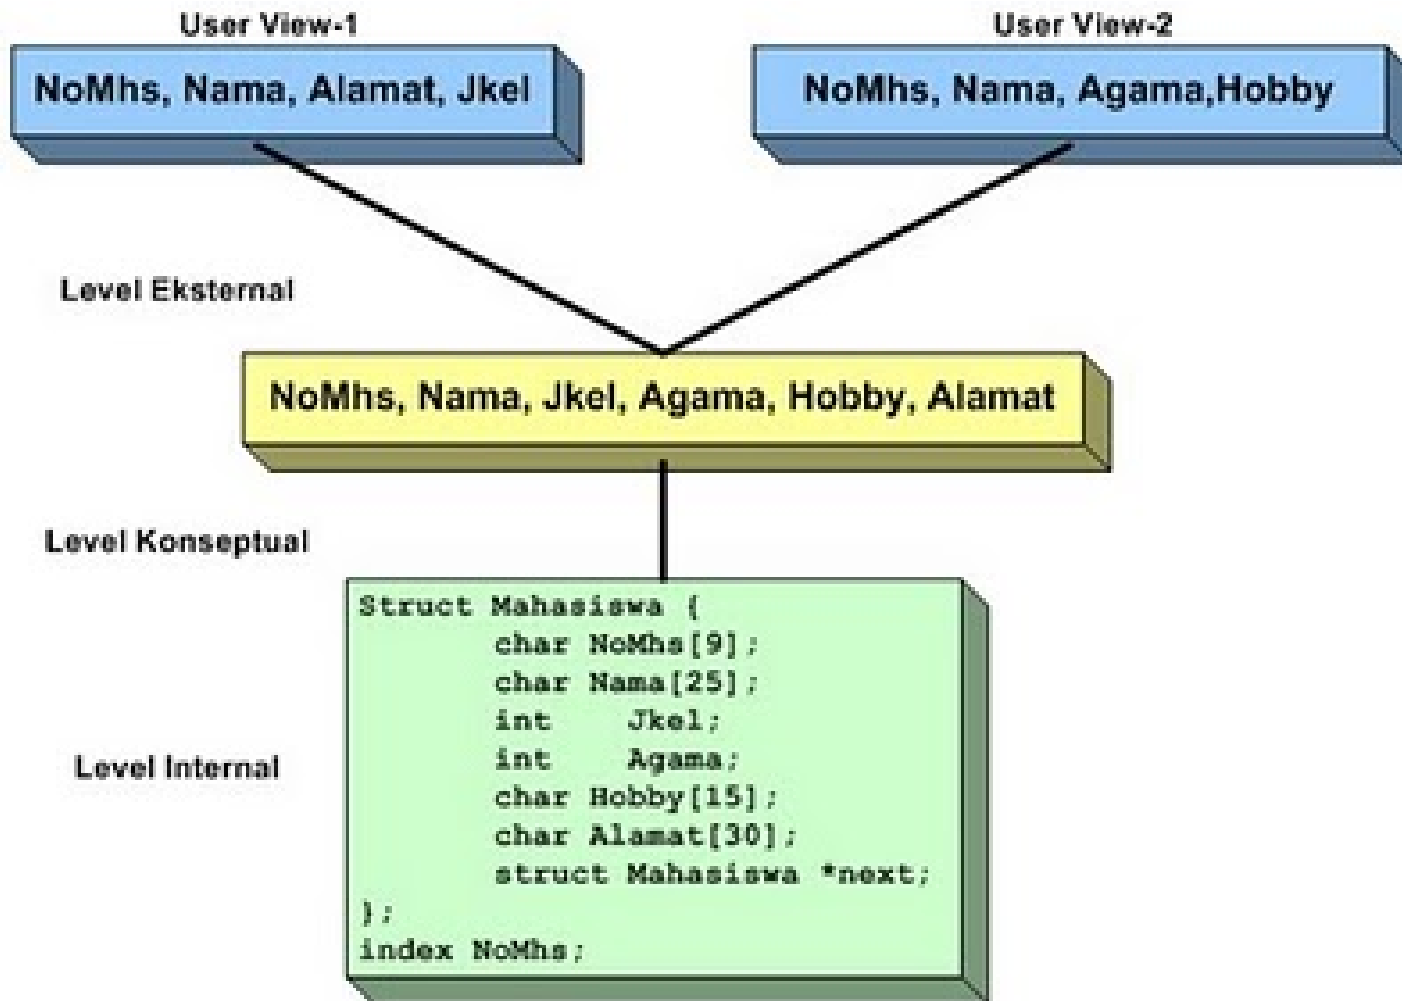 User View-1
User View-2
NoMhs, Nama, Alamat, Jkel
NoMhs, Nama, Agama,Hobby
Level Eksternal
NoMhs, Nama, Jkel, Agama, Hobby, Alamat
Level Konseptual
Struct Mahasiswa {
char NoMhs[9];
char Nama[25];
int Jkel;
int Agama;
Level Internal
char Hobby[15];
char Alamat[30];
struct Mahasiswa *next;
};
index NoMhs;